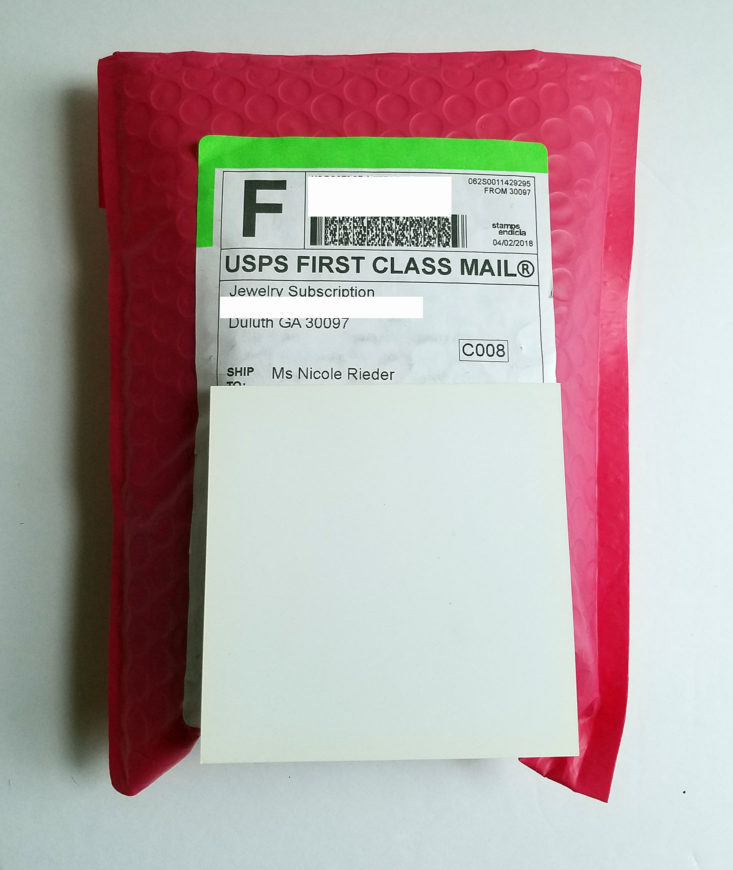 F
062S0011429295
FROM 30097
stamps
endicia
04/02/2018
USPS FIRST CLASS MAIL®
Jewelry Subscription
Duluth GA 30097
C008
SHIP
TO:
Ms Nicole Rieder